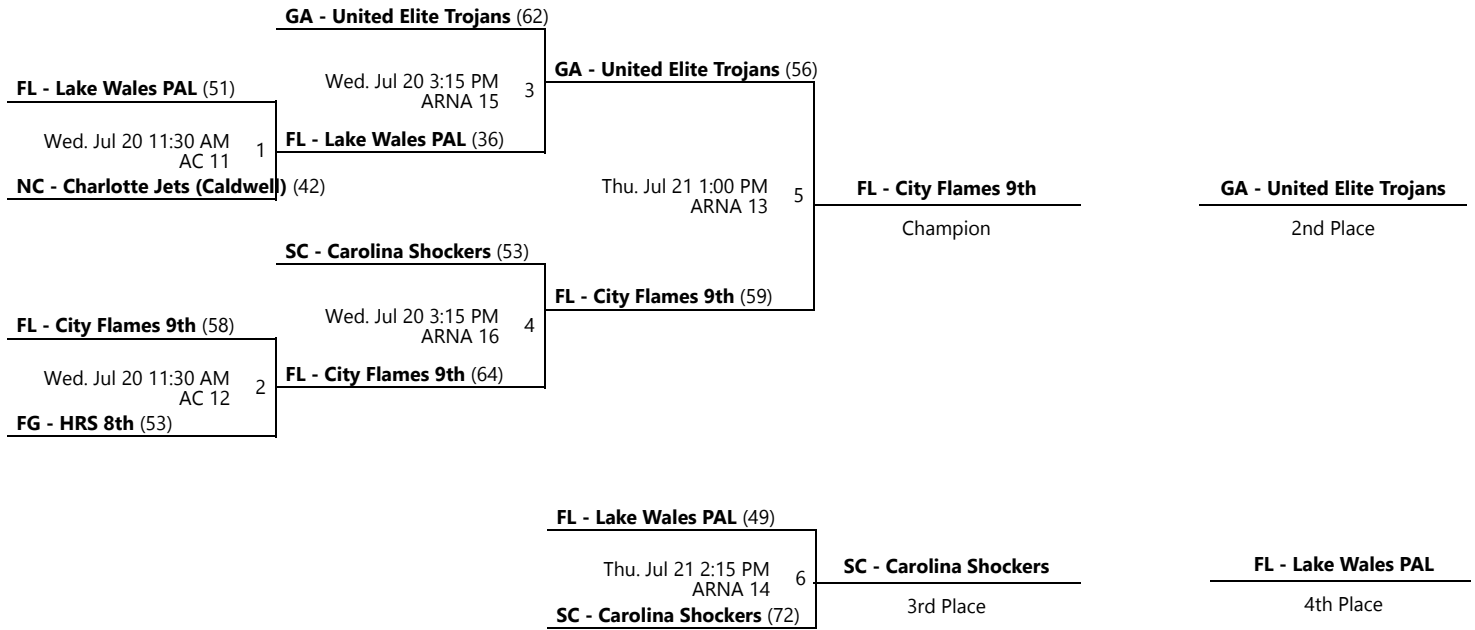 GA - United Elite Trojans (62)
Wed. Jul 20 3:15 PM
ARNA 15
3
GA - United Elite Trojans (56)
FL - Lake Wales PAL (51)
Wed. Jul 20 11:30 AM
AC 11
1
FL - Lake Wales PAL (36)
NC - Charlotte Jets (Caldwell) (42)
Thu. Jul 21 1:00 PM
ARNA 13
5
FL - City Flames 9th
Champion
GA - United Elite Trojans
2nd Place
SC - Carolina Shockers (53)
Wed. Jul 20 3:15 PM
ARNA 16
4
FL - City Flames 9th (59)
FL - City Flames 9th (58)
Wed. Jul 20 11:30 AM
AC 12
2
FL - City Flames 9th (64)
FG - HRS 8th (53)
FL - Lake Wales PAL (49)
Thu. Jul 21 2:15 PM
ARNA 14
6
SC - Carolina Shockers (72)
SC - Carolina Shockers
3rd Place
FL - Lake Wales PAL
4th Place